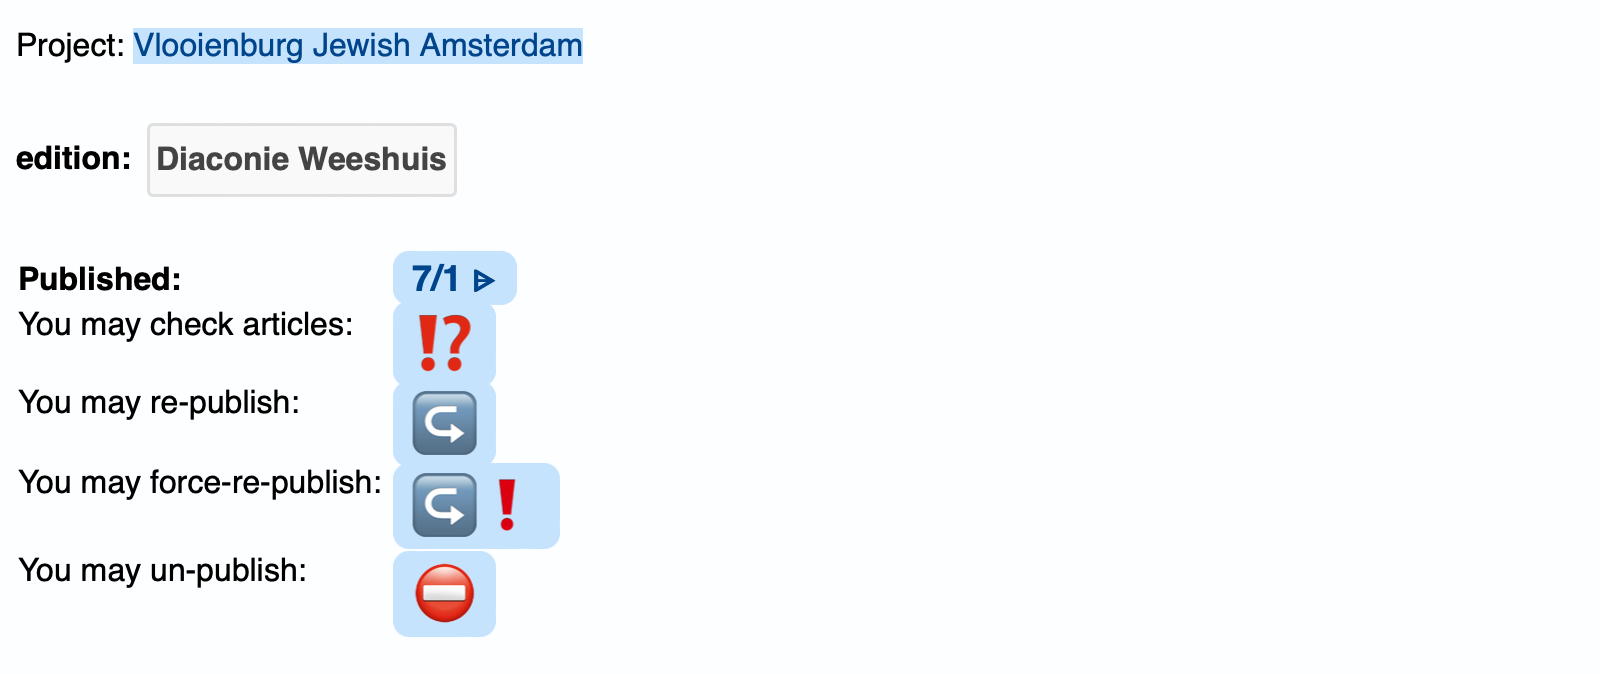 Project: Vlooienburg Jewish Amsterdam
edition: Diaconie Weeshuis
Published: 7/1
You may check articles: ⁉
You may re-publish:
You may force-re-publish: ❗
You may un-publish: